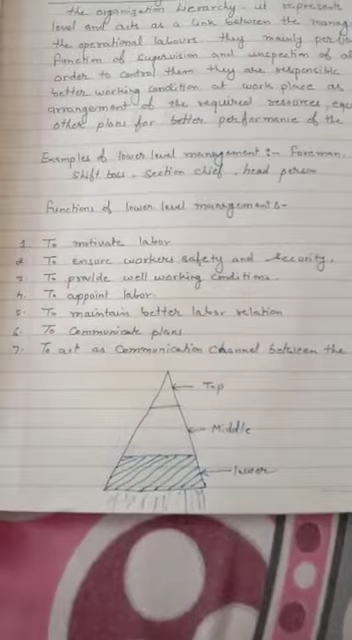 the organization hierarchy. it represent
level and acts as a link between the manag
the operational labours. they mainly perfo
function of supervision and inspection of
order to control them they are responsible
better working condition at work place as
arrangement of the required resources, equ
other plans for better performance of the
Examples of lower level management :- Foreman,
shift boss, section chief, head person
Functions of lower level management :-
1. To motivate labor
2. To ensure workers safety and security.
3. To provide well working conditions.
4. To appoint labor.
5. To maintain better labor relation
6. To communicate plans
7. To act as communication channel between the
Top
Middle
lower